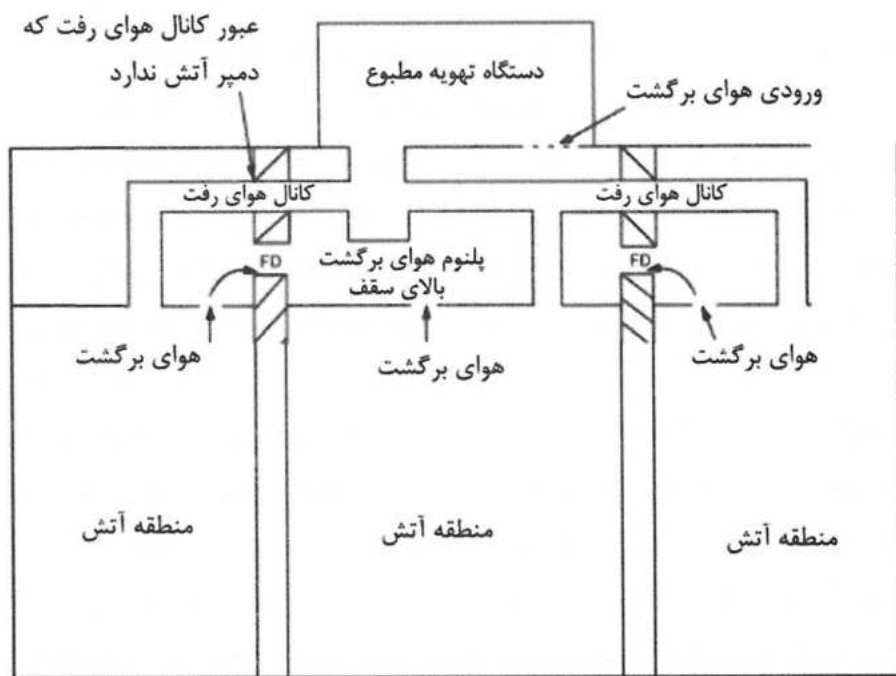 عبور کانال هوای رفت که
دمپر آتش ندارد
دستگاه تهویه مطبوع
ورودی هوای برگشت
کانال هوای رفت
کانال هوای رفت
FD
پلنوم هوای برگشت
بالای سقف
FD
هوای برگشت
هوای برگشت
هوای برگشت
منطقه آتش
منطقه آتش
منطقه آتش